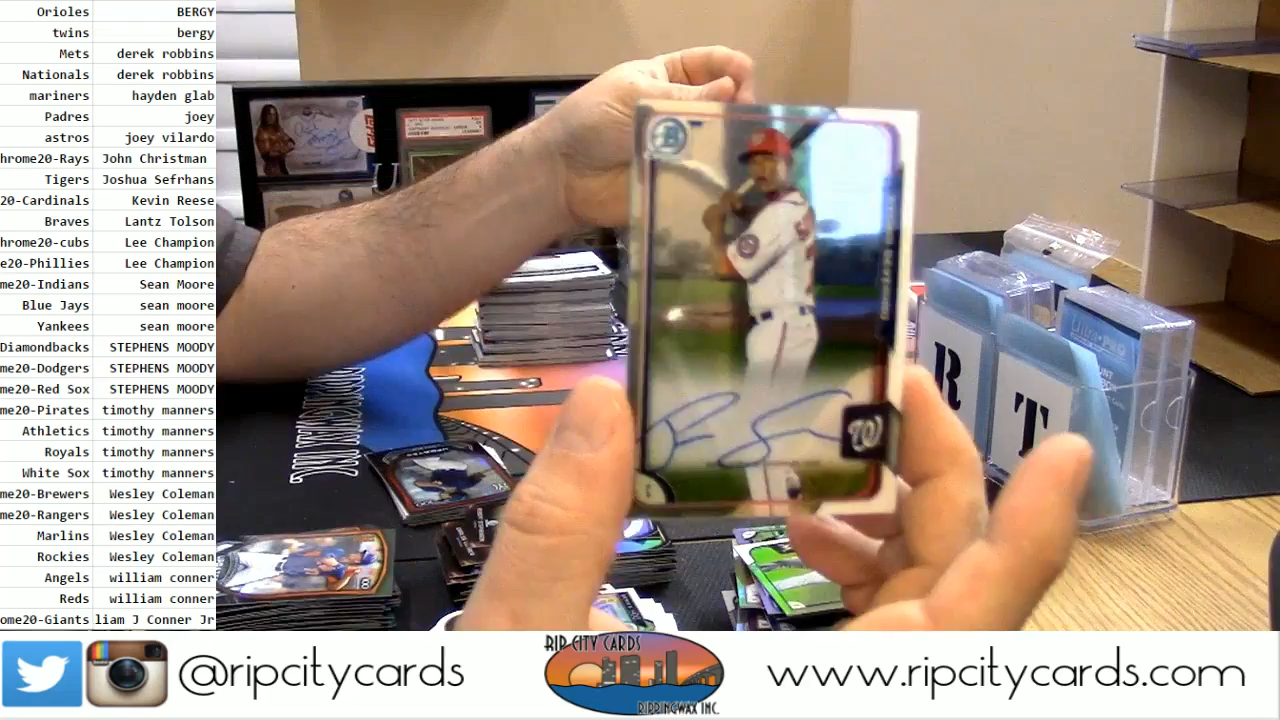 Orioles BERGY
twins bergy
Mets derek robbins
Nationals derek robbins
mariners hayden glab
Padres joey
astros joey vilardo
hrome20-Rays John Christman
Tigers Joshua Sefrhans
20-Cardinals Kevin Reese
Braves Lantz Tolson
hrome20-cubs Lee Champion
e20-Phillies Lee Champion
me20-Indians Sean Moore
Blue Jays sean moore
Yankees sean moore
Diamondbacks STEPHENS MOODY
me20-Dodgers STEPHENS MOODY
me20-Red Sox STEPHENS MOODY
me20-Pirates timothy manners
Athletics timothy manners
Royals timothy manners
White Sox timothy manners
me20-Brewers Wesley Coleman
me20-Rangers Wesley Coleman
Marlins Wesley Coleman
Rockies Wesley Coleman
Angels william conner
Reds william conner
ome20-Giants liam J Conner Jr
B
W
R
T
@ripcitycards
RIP CITY CARDS
RIPPINGWAX INC.
www.ripcitycards.com